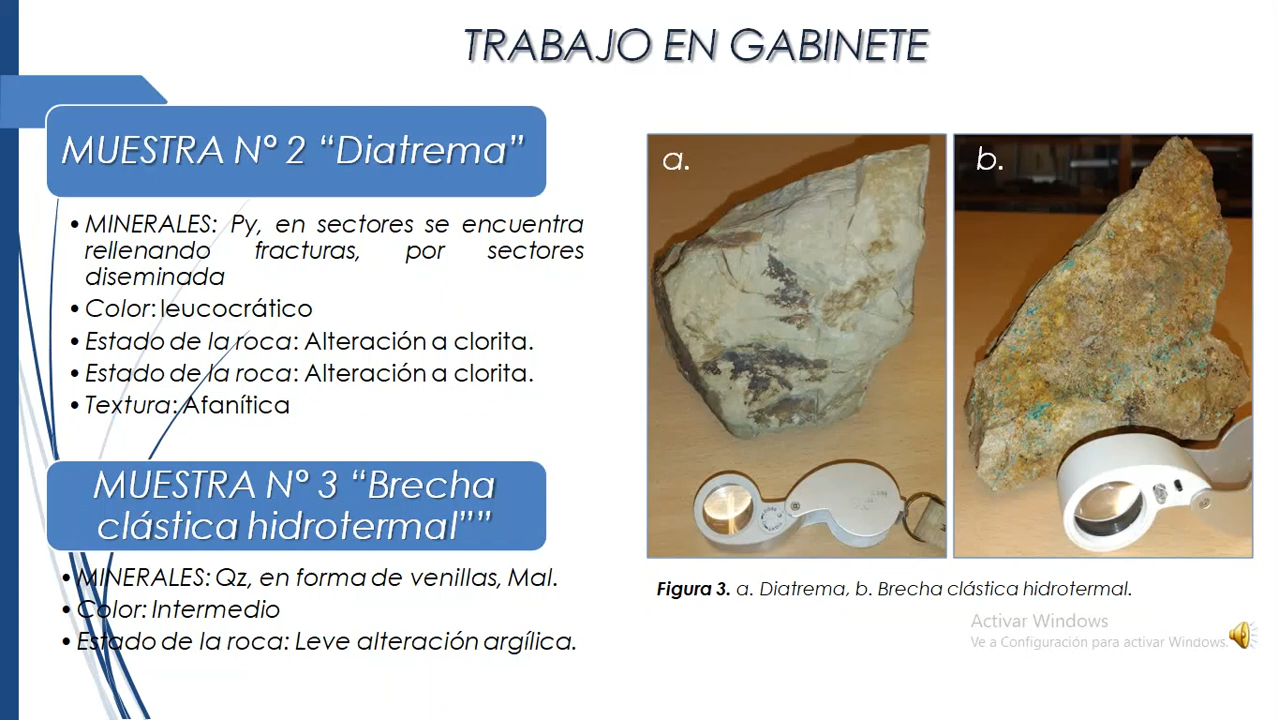 TRABAJO EN GABINETE
MUESTRA Nº 2 “Diatrema”
• MINERALES: Py, en sectores se encuentra
rellenando fracturas, por sectores
diseminada
• Color: leucocrático
• Estado de la roca: Alteración a clorita.
• Estado de la roca: Alteración a clorita.
• Textura: Afanítica
MUESTRA Nº 3 “Brecha
clástica hidrotermal””
• MINERALES: Qz, en forma de venillas, Mal.
• Color: Intermedio
• Estado de la roca: Leve alteración argílica.
a.
b.
Figura 3. a. Diatrema, b. Brecha clástica hidrotermal.
Activar Windows
Ve a Configuración para activar Windows.